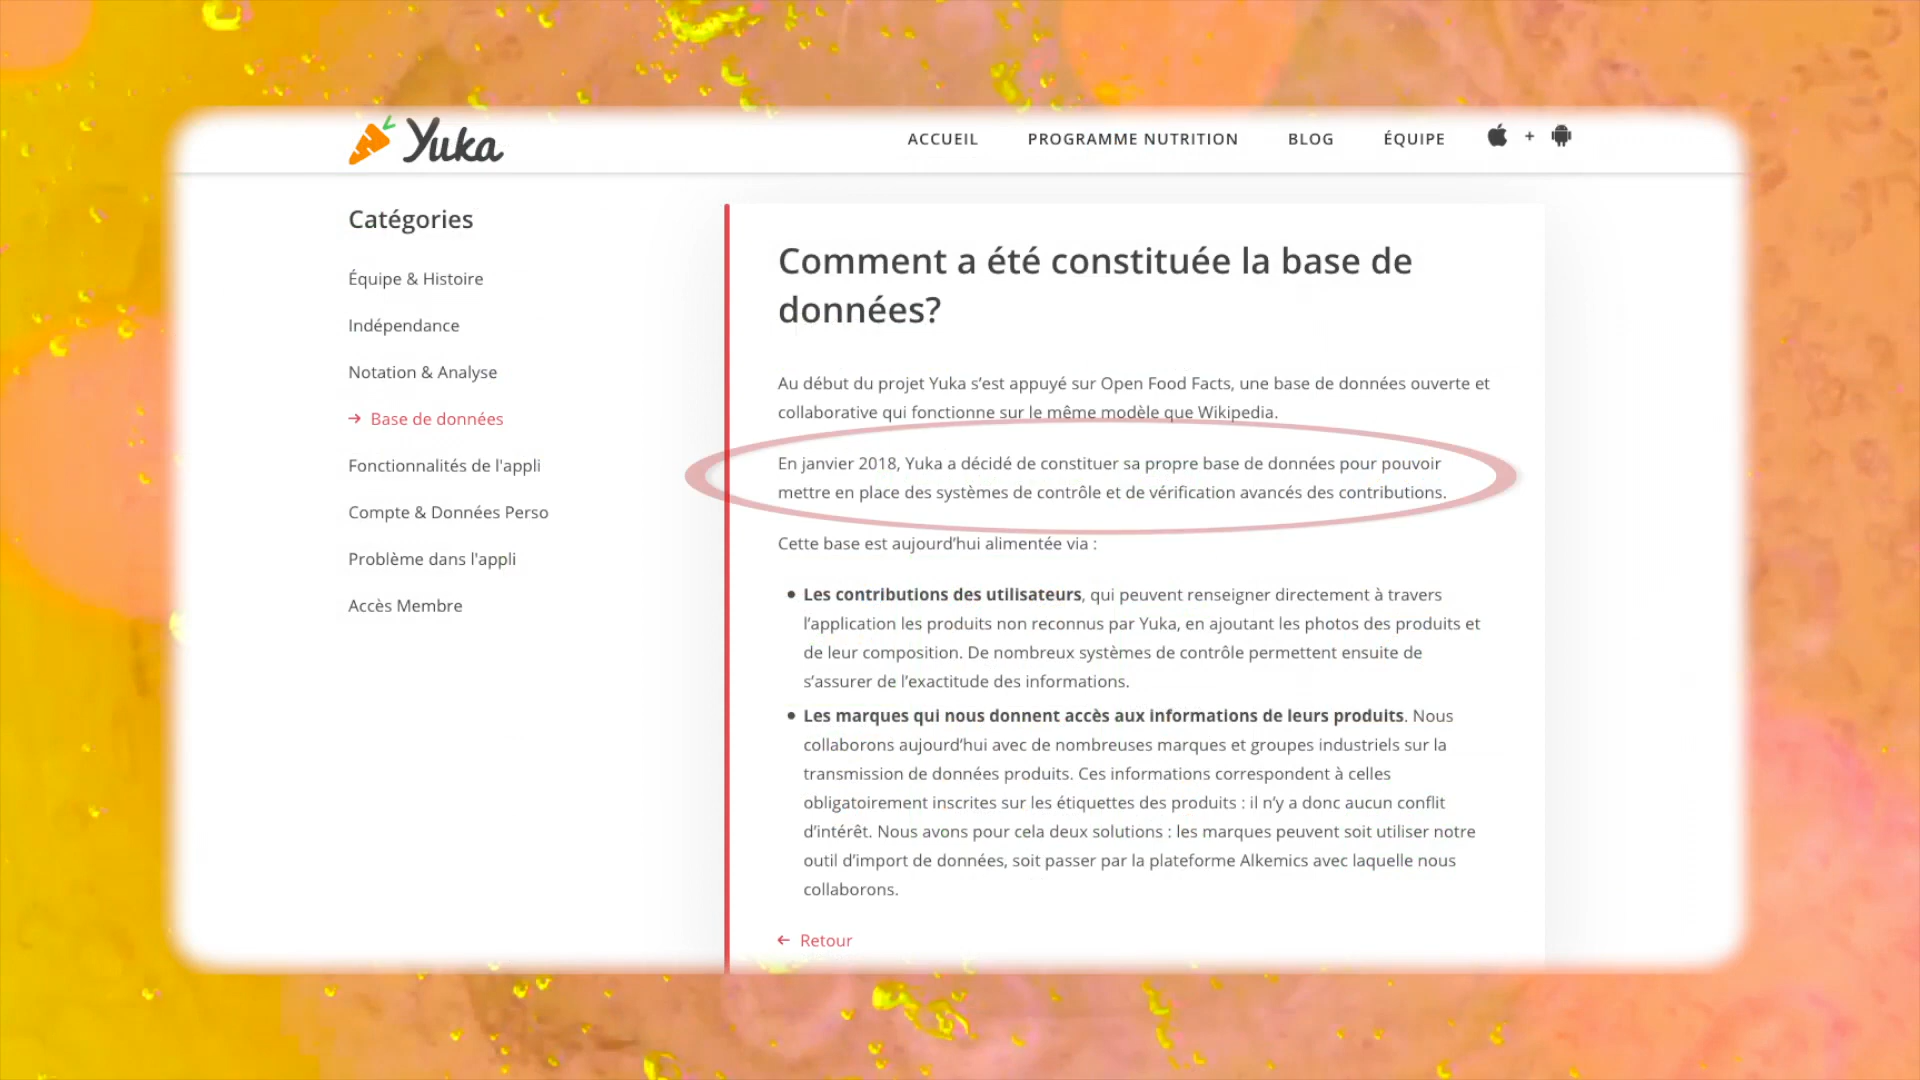 Yuka
ACCUEIL
PROGRAMME NUTRITION
BLOG
ÉQUIPE
+
Catégories
Équipe & Histoire
Indépendance
Notation & Analyse
→ Base de données
Fonctionnalités de l'appli
Compte & Données Perso
Problème dans l'appli
Accès Membre
Comment a été constituée la base de
données?
Au début du projet Yuka s’est appuyé sur Open Food Facts, une base de données ouverte et
collaborative qui fonctionne sur le même modèle que Wikipedia.
En janvier 2018, Yuka a décidé de constituer sa propre base de données pour pouvoir
mettre en place des systèmes de contrôle et de vérification avancés des contributions.
Cette base est aujourd’hui alimentée via :
• Les contributions des utilisateurs, qui peuvent renseigner directement à travers
l’application les produits non reconnus par Yuka, en ajoutant les photos des produits et
de leur composition. De nombreux systèmes de contrôle permettent ensuite de
s’assurer de l’exactitude des informations.
• Les marques qui nous donnent accès aux informations de leurs produits. Nous
collaborons aujourd’hui avec de nombreuses marques et groupes industriels sur la
transmission de données produits. Ces informations correspondent à celles
obligatoirement inscrites sur les étiquettes des produits : il n’y a donc aucun conflit
d’intérêt. Nous avons pour cela deux solutions : les marques peuvent soit utiliser notre
outil d’import de données, soit passer par la plateforme Alkemics avec laquelle nous
collaborons.
← Retour